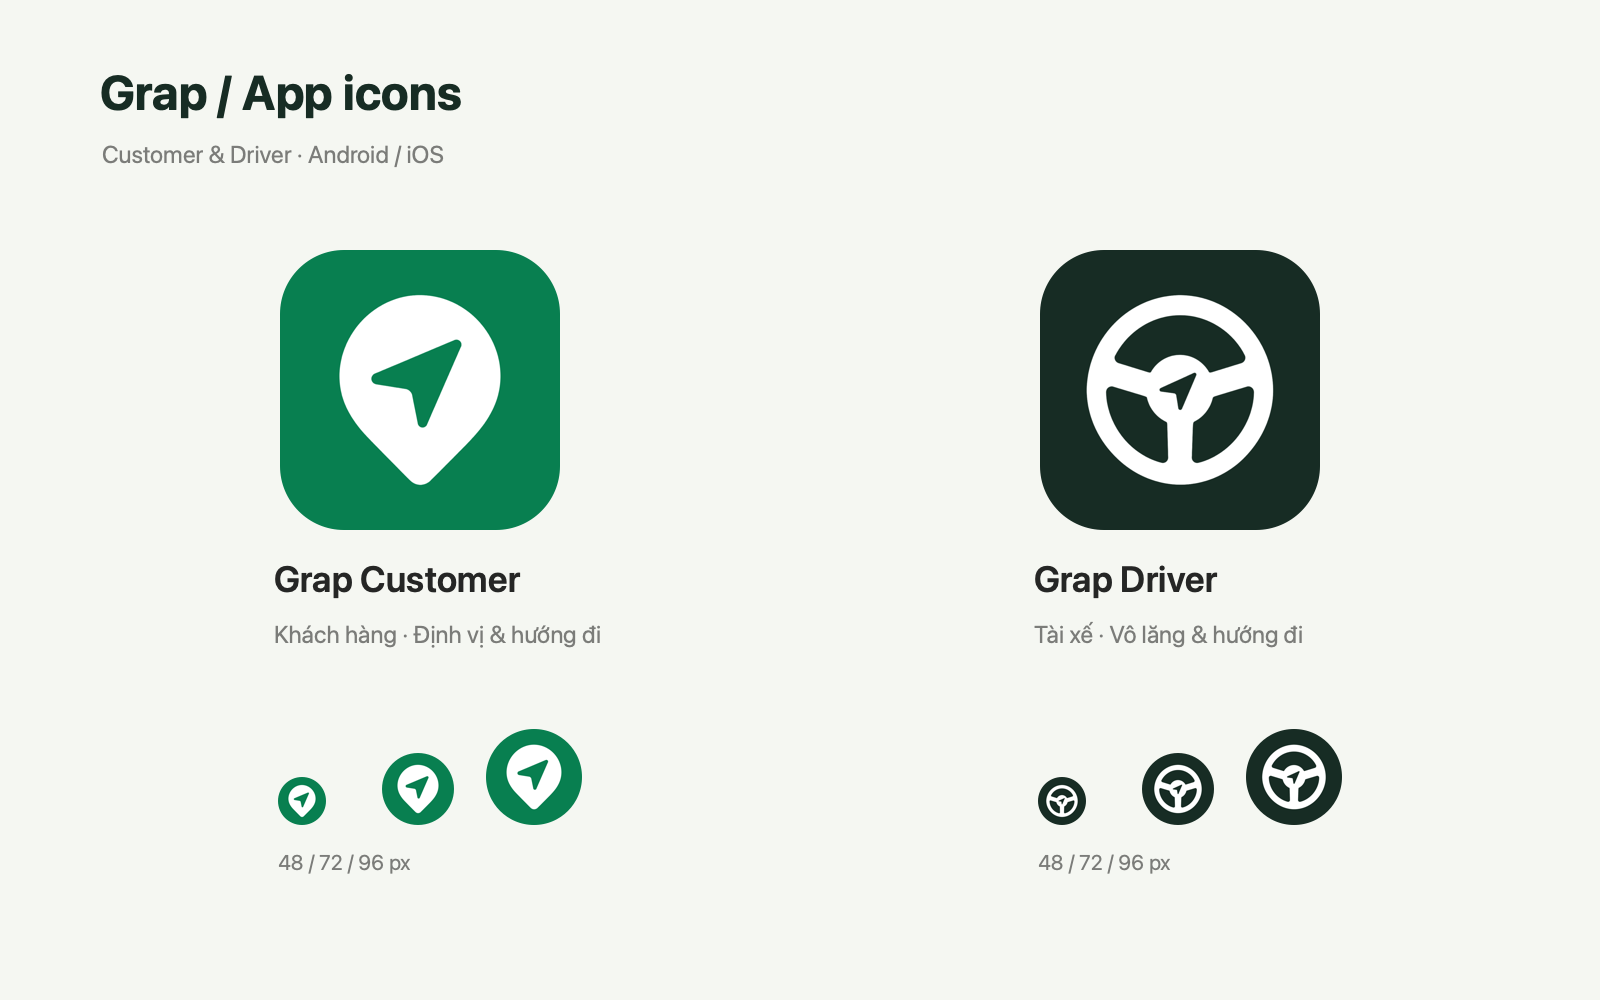 Grap / App icons
Customer & Driver · Android / iOS
Grap Customer
Khách hàng · Định vị & hướng đi
48 / 72 / 96 px
Grap Driver
Tài xế · Vô lăng & hướng đi
48 / 72 / 96 px